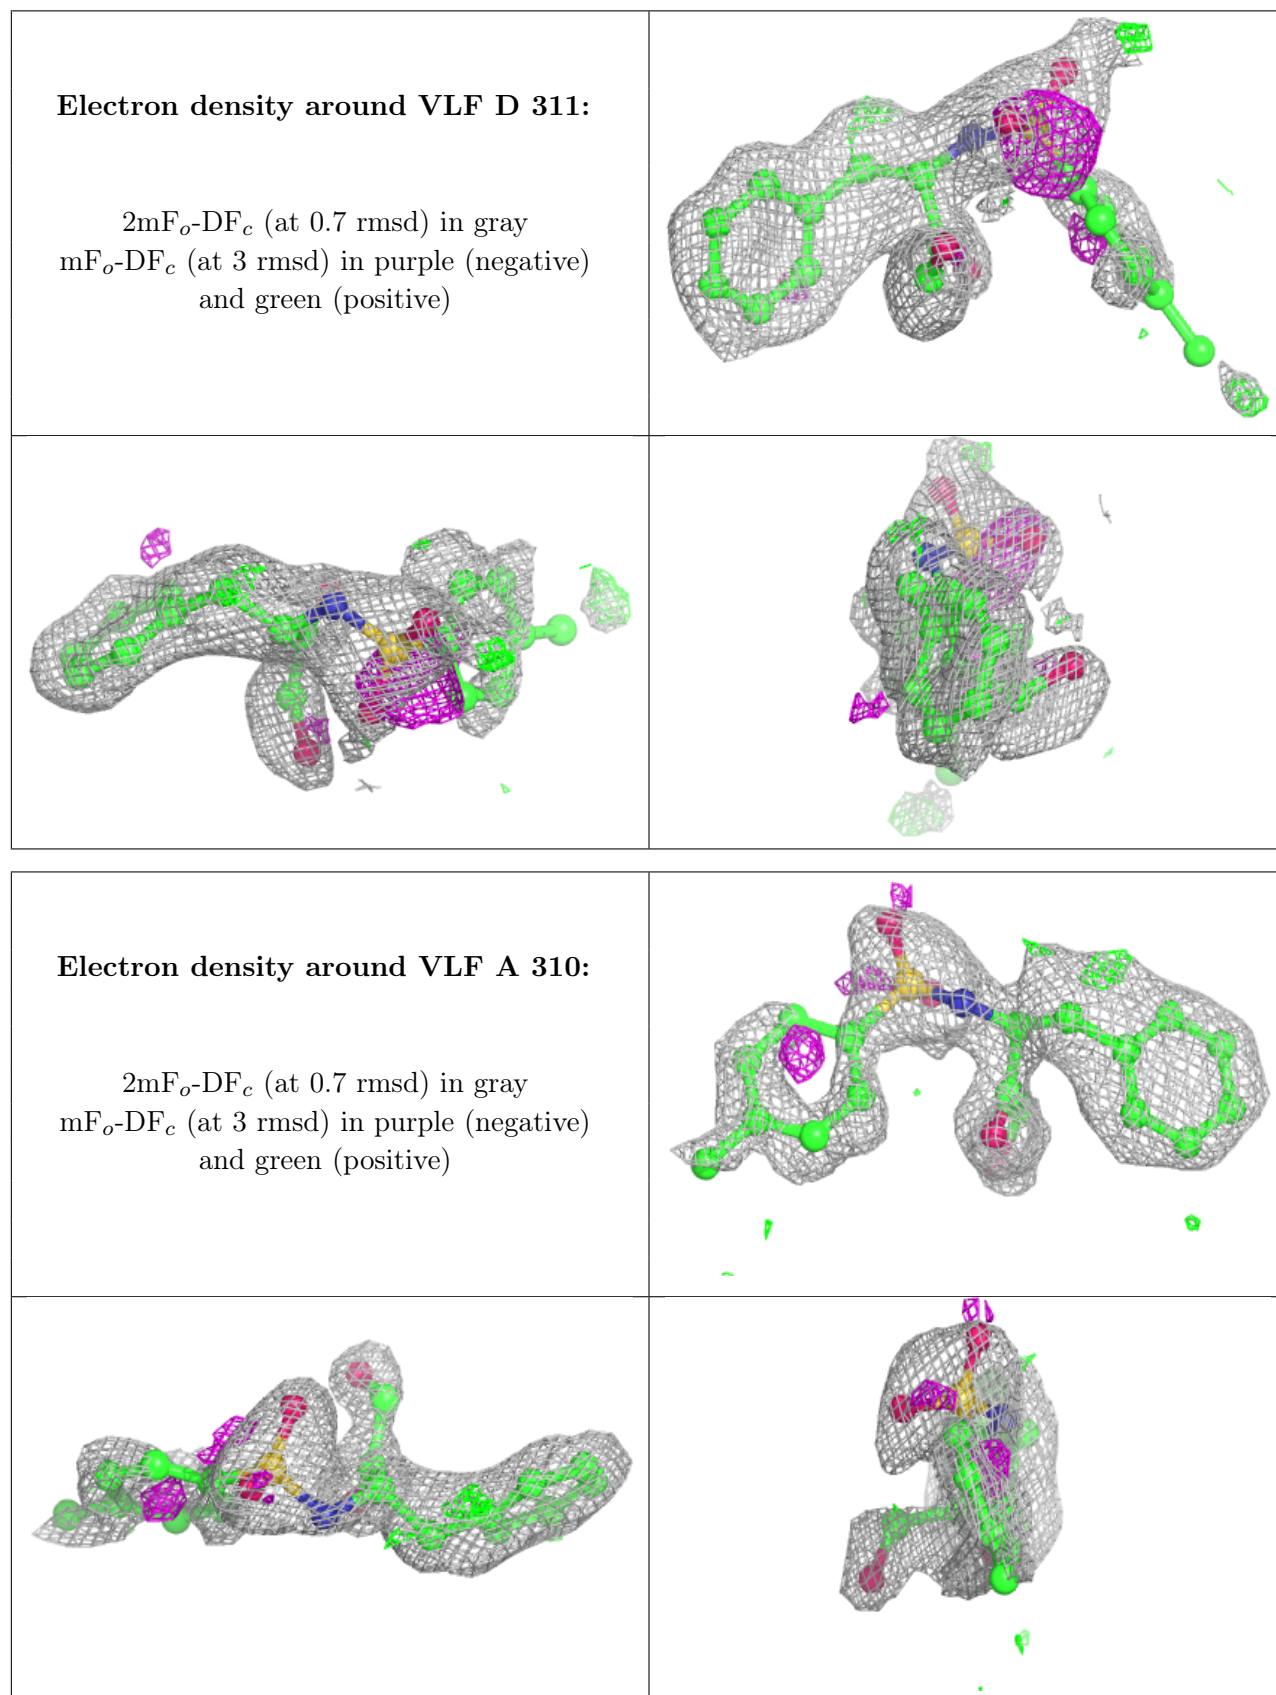 Electron density around VLF D 311:
2mFo-DFc (at 0.7 rmsd) in gray
mFo-DFc (at 3 rmsd) in purple (negative)
and green (positive)
Electron density around VLF A 310:
2mFo-DFc (at 0.7 rmsd) in gray
mFo-DFc (at 3 rmsd) in purple (negative)
and green (positive)